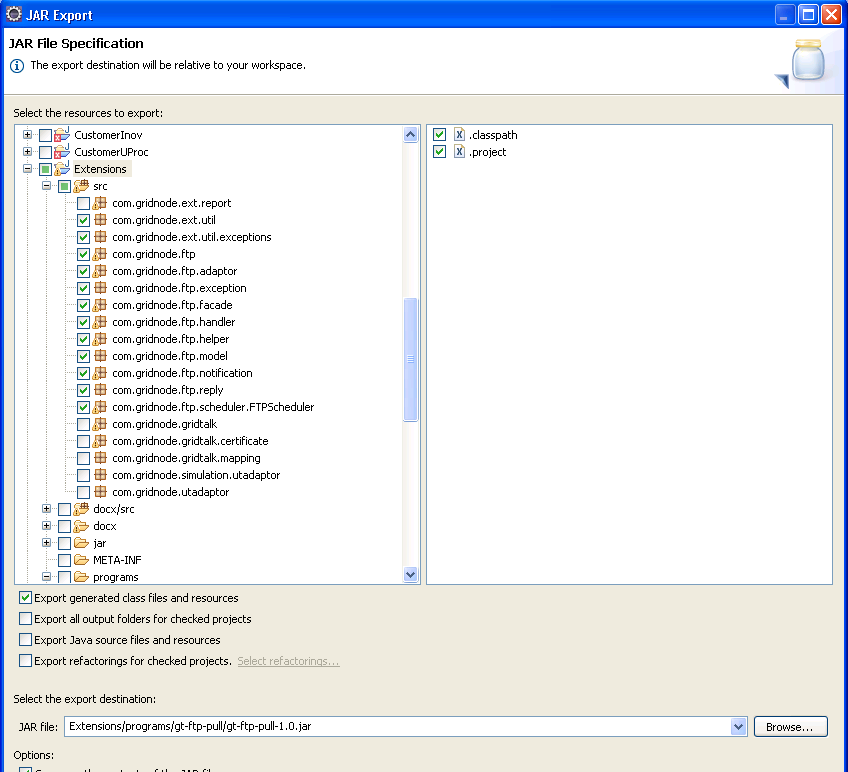 JAR Export
JAR File Specification
The export destination will be relative to your workspace.
Select the resources to export:
CustomerInov
CustomerUProc
Extensions
src
com.gridnode.ext.report
com.gridnode.ext.util
com.gridnode.ext.util.exceptions
com.gridnode.ftp
com.gridnode.ftp.adaptor
com.gridnode.ftp.exception
com.gridnode.ftp.facade
com.gridnode.ftp.handler
com.gridnode.ftp.helper
com.gridnode.ftp.model
com.gridnode.ftp.notification
com.gridnode.ftp.reply
com.gridnode.ftp.scheduler.FTPScheduler
com.gridnode.gridtalk
com.gridnode.gridtalk.certificate
com.gridnode.gridtalk.mapping
com.gridnode.simulation.utadaptor
com.gridnode.utadaptor
docx/src
docx
jar
META-INF
programs
.classpath
.project
Export generated class files and resources
Export all output folders for checked projects
Export Java source files and resources
Export refactorings for checked projects. Select refactorings...
Select the export destination:
JAR file: Extensions/programs/gt-ftp-pull/gt-ftp-pull-1.0.jar Browse...
Options: